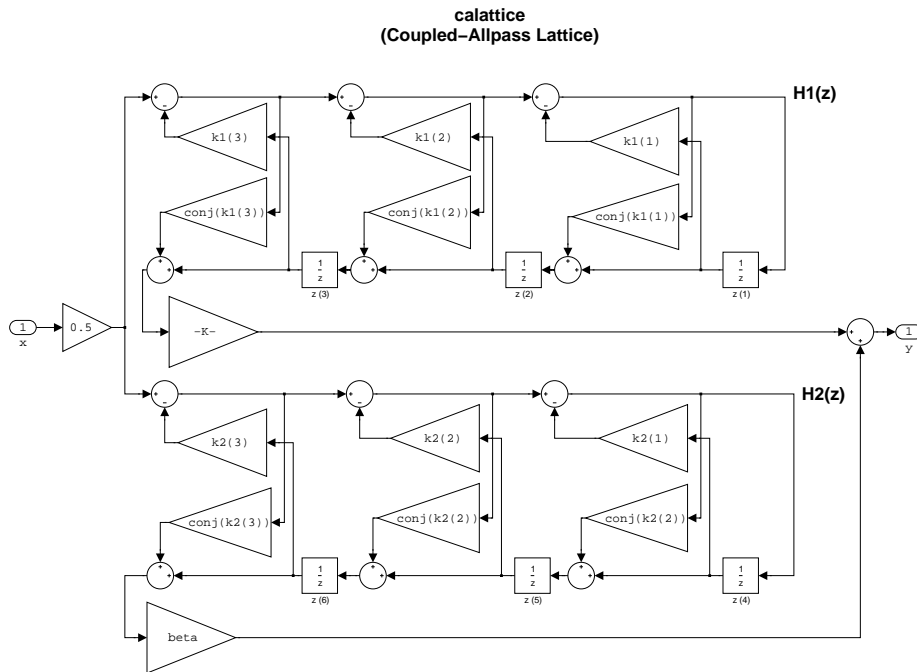 calattice
(Coupled−Allpass Lattice)
H1(z)
+
−
+
−
+
−
k1(3)
k1(2)
k1(1)
conj(k1(3))
conj(k1(2))
conj(k1(1))
+
+
1
z
z (3)
+
+
1
z
z (2)
+
+
1
z
z (1)
1
x
0.5
−K−
+
+
1
y
H2(z)
+
−
+
−
+
−
k2(3)
k2(2)
k2(1)
conj(k2(3))
conj(k2(2))
conj(k2(2))
+
+
1
z
z (6)
+
+
1
z
z (5)
+
+
1
z
z (4)
beta